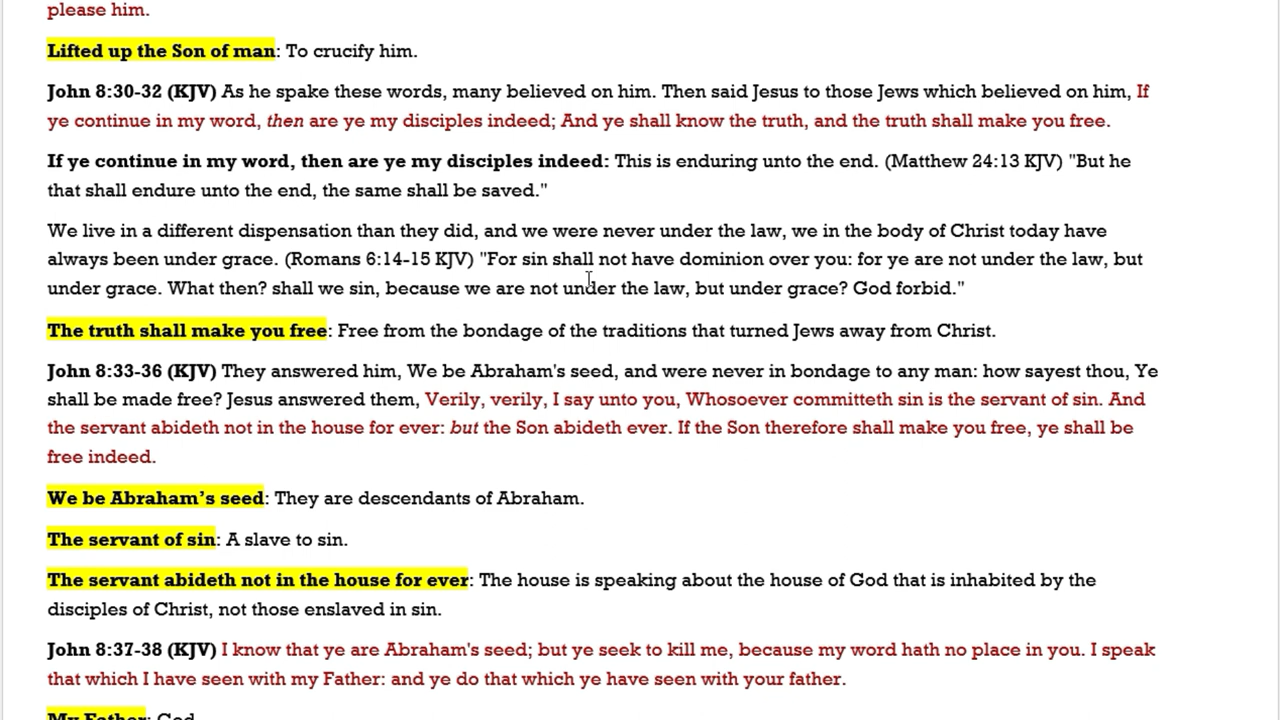 please him.
Lifted up the Son of man: To crucify him.
John 8:30-32 (KJV) As he spake these words, many believed on him. Then said Jesus to those Jews which believed on him, If
ye continue in my word, then are ye my disciples indeed; And ye shall know the truth, and the truth shall make you free.
If ye continue in my word, then are ye my disciples indeed: This is enduring unto the end. (Matthew 24:13 KJV) "But he
that shall endure unto the end, the same shall be saved."
We live in a different dispensation than they did, and we were never under the law, we in the body of Christ today have
always been under grace. (Romans 6:14-15 KJV) "For sin shall not have dominion over you: for ye are not under the law, but
under grace. What then? shall we sin, because we are not under the law, but under grace? God forbid."
The truth shall make you free: Free from the bondage of the traditions that turned Jews away from Christ.
John 8:33-36 (KJV) They answered him, We be Abraham's seed, and were never in bondage to any man: how sayest thou, Ye
shall be made free? Jesus answered them, Verily, verily, I say unto you, Whosoever committeth sin is the servant of sin. And
the servant abideth not in the house for ever: but the Son abideth ever. If the Son therefore shall make you free, ye shall be
free indeed.
We be Abraham’s seed: They are descendants of Abraham.
The servant of sin: A slave to sin.
The servant abideth not in the house for ever: The house is speaking about the house of God that is inhabited by the
disciples of Christ, not those enslaved in sin.
John 8:37-38 (KJV) I know that ye are Abraham's seed; but ye seek to kill me, because my word hath no place in you. I speak
that which I have seen with my Father: and ye do that which ye have seen with your father.
My Father: God